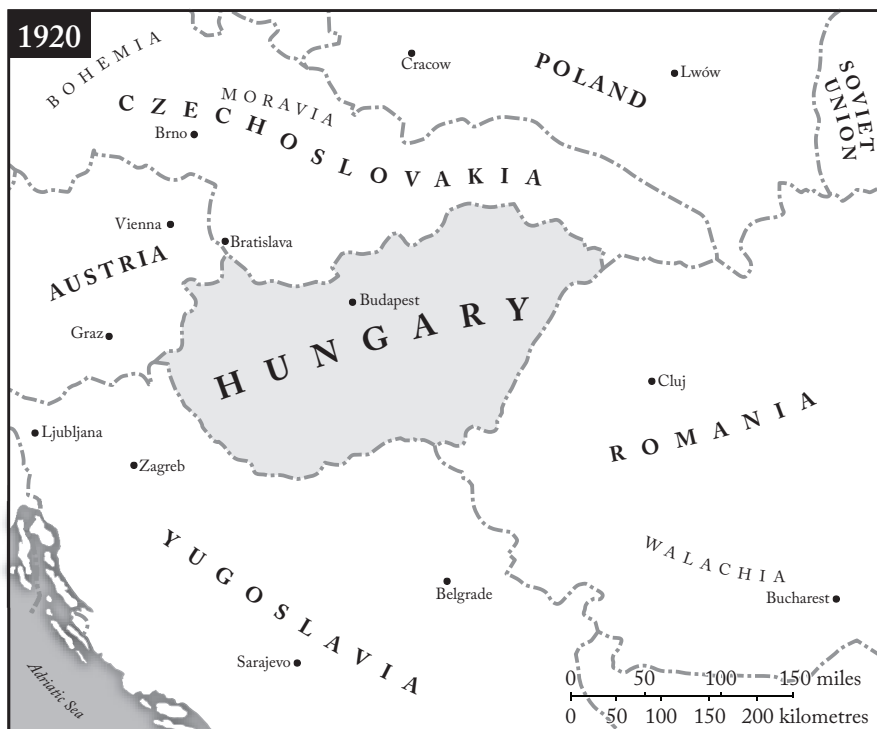 1920
BOHEMIA
Cracow
POLAND
Lwów
SOVIET
UNION
MORAVIA
CZECHOSLOVAKIA
Brno
Vienna
Bratislava
AUSTRIA
Budapest
HUNGARY
Graz
Cluj
ROMANIA
Ljubljana
Zagreb
YUGOSLAVIA
WALACHIA
Belgrade
Bucharest
Sarajevo
Adriatic Sea
0 50 100 150 miles
0 50 100 150 200 kilometres